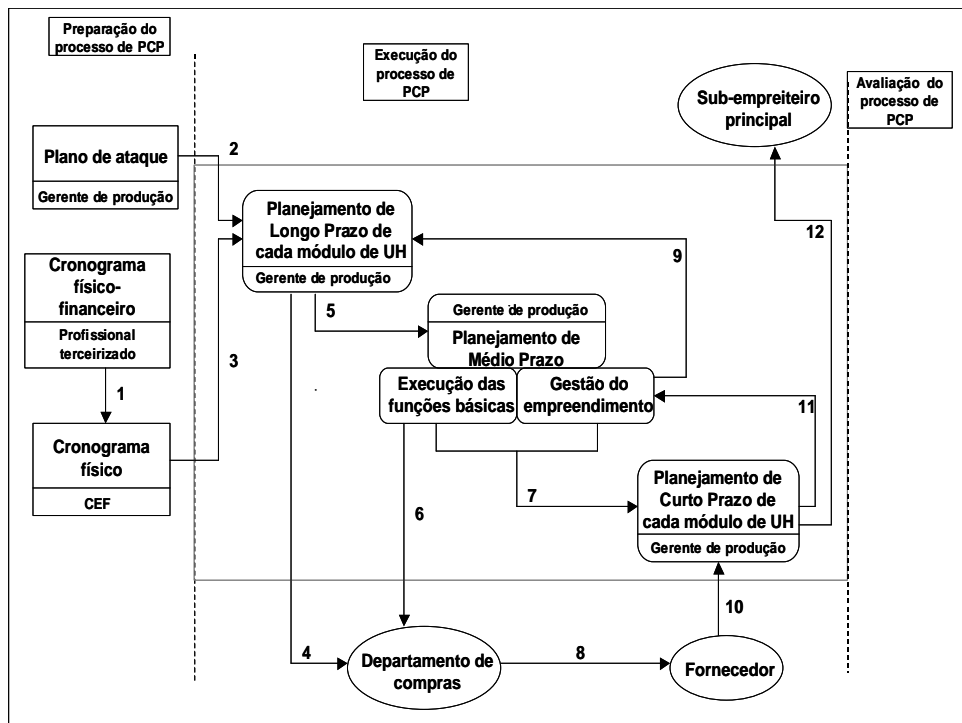 Preparação do
processo de PCP
Execução do
processo de
PCP
Sub-empreiteiro
principal
Avaliação do
processo de
PCP
Plano de ataque
Gerente de produção
2
Planejamento de
Longo Prazo de
cada módulo de UH
Gerente de produção
12
9
Cronograma
físico-
financeiro
Profissional
terceirizado
5
Gerente de produção
Planejamento de
Médio Prazo
3
Execução das
funções básicas
Gestão do
empreendimento
1
11
Cronograma
físico
CEF
Planejamento de
Curto Prazo de
cada módulo de UH
Gerente de produção
7
6
10
4
Departamento de
compras
8
Fornecedor